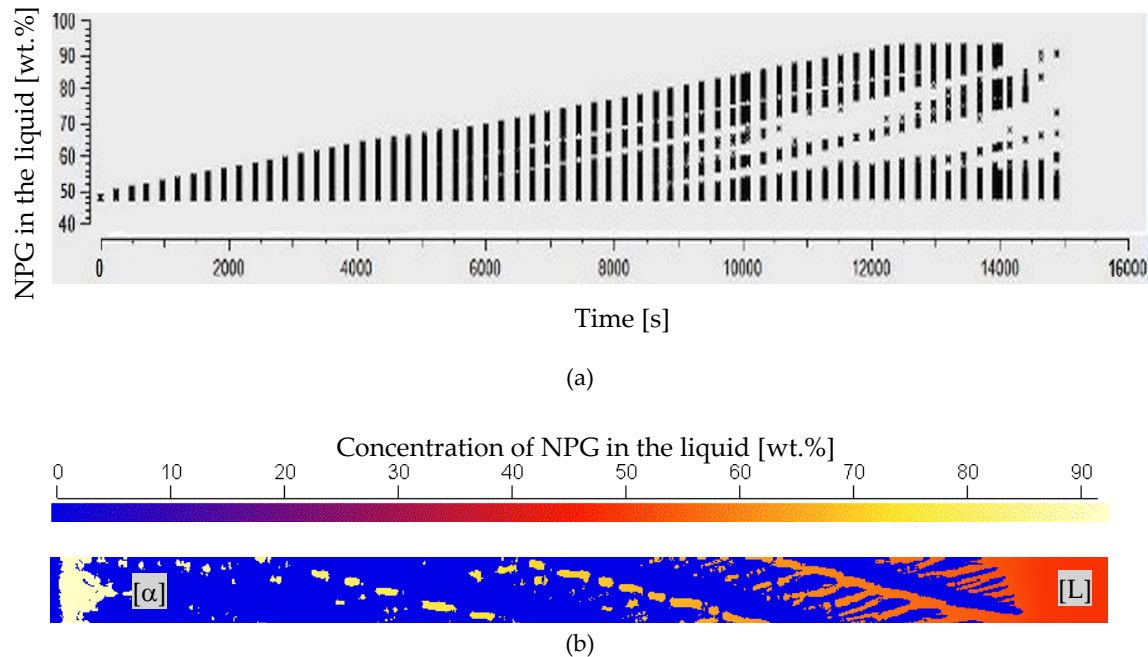 100
90
80
70
60
50
40
NPG in the liquid [wt.%]
0 2000 4000 6000 8000 10000 12000 14000 16000
Time [s]
(a)
Concentration of NPG in the liquid [wt.%]
0 10 20 30 40 50 60 70 80 90
[α] [L]
(b)